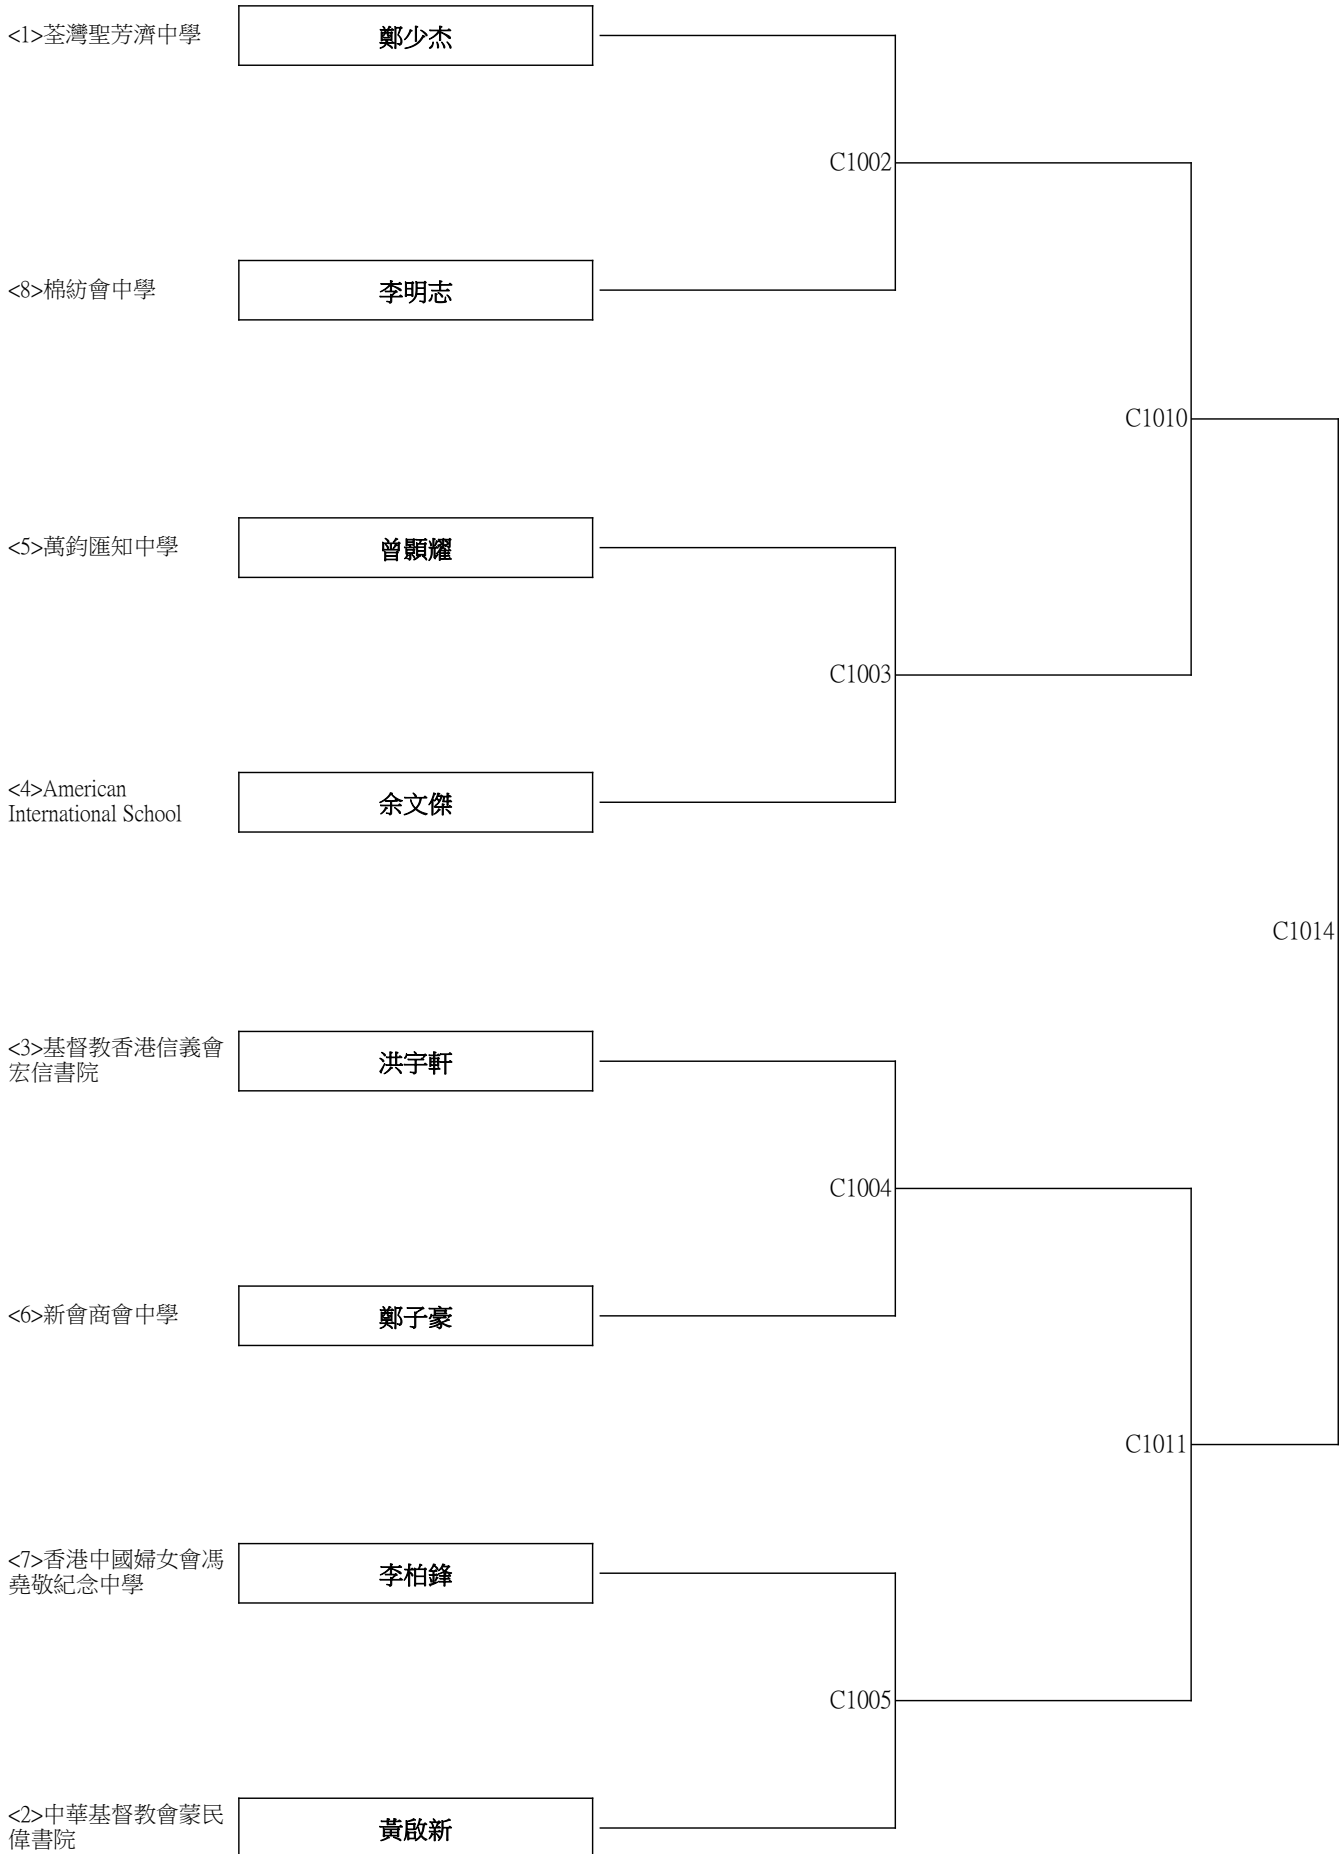 <1>荃灣聖芳濟中學
鄭少杰
C1002
<8>棉紡會中學
李明志
C1010
<5>萬鈞匯知中學
曾顥耀
C1003
<4>American
International School
余文傑
C1014
<3>基督教香港信義會
宏信書院
洪宇軒
C1004
<6>新會商會中學
鄭子豪
C1011
<7>香港中國婦女會馮
堯敬紀念中學
李柏鋒
C1005
<2>中華基督教會蒙民
偉書院
黃啟新